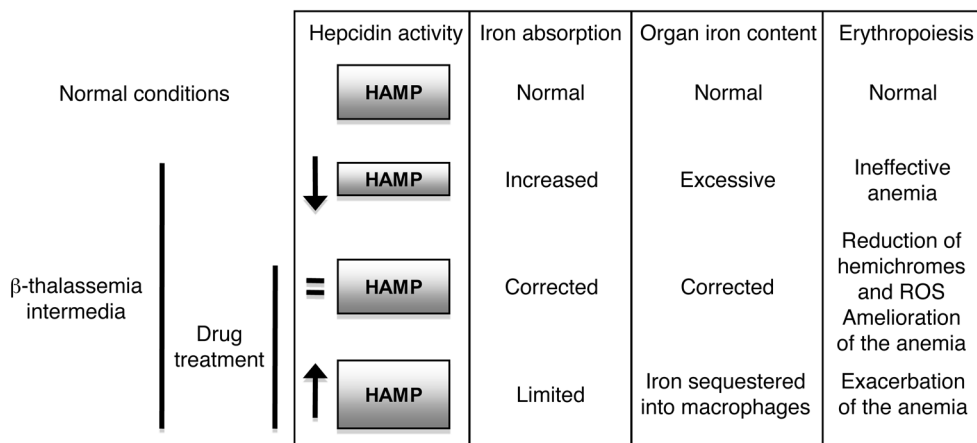 Hepcidin activity
Iron absorption
Organ iron content
Erythropoiesis
Normal conditions
HAMP
Normal
Normal
Normal
HAMP
Increased
Excessive
Ineffective
anemia
β-thalassemia
intermedia
Drug
treatment
=
HAMP
Corrected
Corrected
Reduction of
hemichromes
and ROS
Amelioration
of the anemia
HAMP
Limited
Iron sequestered
into macrophages
Exacerbation
of the anemia